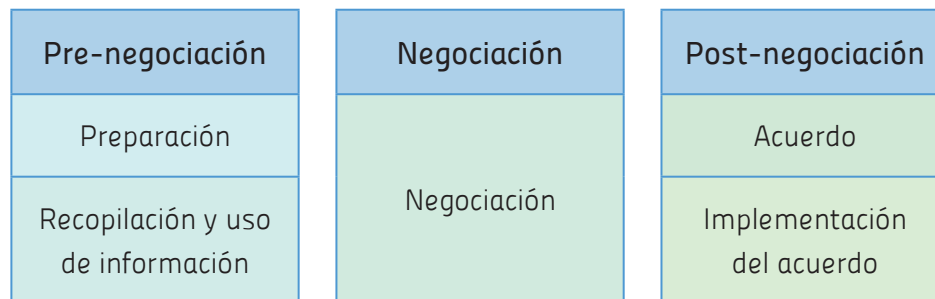 Pre-negociación
Preparación
Recopilación y uso
de información
Negociación
Negociación
Post-negociación
Acuerdo
Implementación
del acuerdo